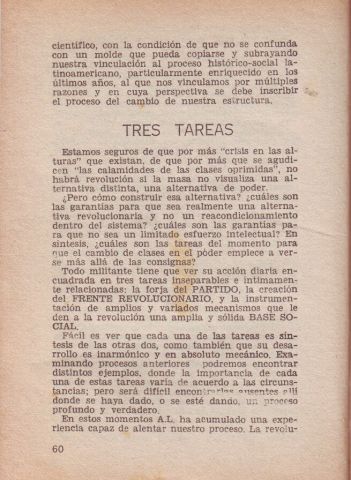 científico, con la condición de que no se confunda
con un molde que pueda copiarse y subrayando
nuestra vinculación al proceso histórico-social la-
tinoamericano, particularmente enriquecido en los
últimos años, al que nos vinculamos por múltiples
razones y en cuya perspectiva se debe inscribir
el proceso del cambio de nuestra estructura.
TRES TAREAS
Estamos seguros de que por más "crisis en las al-
turas" que existan, de que por más que se agudi-
cen "las calamidades de las clases oprimidas", no
habrá revolución si la masa no visualiza una al-
ternativa distinta, una alternativa de poder.
¿Pero cómo construir esa alternativa? ¿cuáles son
las garantías para que sea realmente una alterna-
tiva revolucionaria y no un reacondicionamiento
dentro del sistema? ¿cuáles son las garantías pa-
ra que no sea un limitado esfuerzo intelectual? En
síntesis, ¿cuáles son las tareas del momento para
que el cambio de clases en el poder empiece a ver-
se más allá de las consignas?
Todo militante tiene que ver su acción diaria en-
cuadrada en tres tareas inseparables e íntimamen-
te relacionadas: la forja del PARTIDO, la creación
del FRENTE REVOLUCIONARIO, y la instrumen-
tación de amplios y variados mecanismos que le
den a la revolución una amplia y sólida BASE SO-
CIAL.
Fácil es ver que cada una de las tareas es sín-
tesis de las otras dos, como también que su desa-
rrollo es inarmónico y en absoluto mecánico. Exa-
minando procesos anteriores podremos encontrar
distintos ejemplos, donde la importancia de cada
una de estas tareas varía de acuerdo a las circuns-
tancias; pero será difícil encontrarlas ausentes allí
donde se haya dado, o se esté dando, un proceso
profundo y verdadero.
En estos momentos A.L. ha acumulado una expe-
riencia capaz de alentar nuestro proceso. La revolu-
60